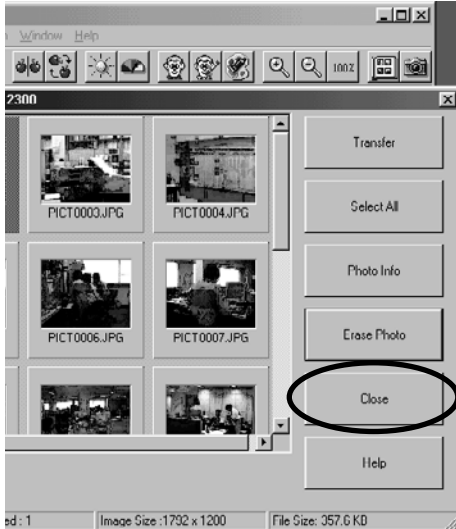 Window Help
100%
2300
Transfer
PICT0003.JPG PICT0004.JPG
Select All
Photo Info
PICT0006.JPG PICT0007.JPG
Erase Photo
Close
Help
ed : 1 Image Size :1792 x 1200 File Size: 357.6 KB